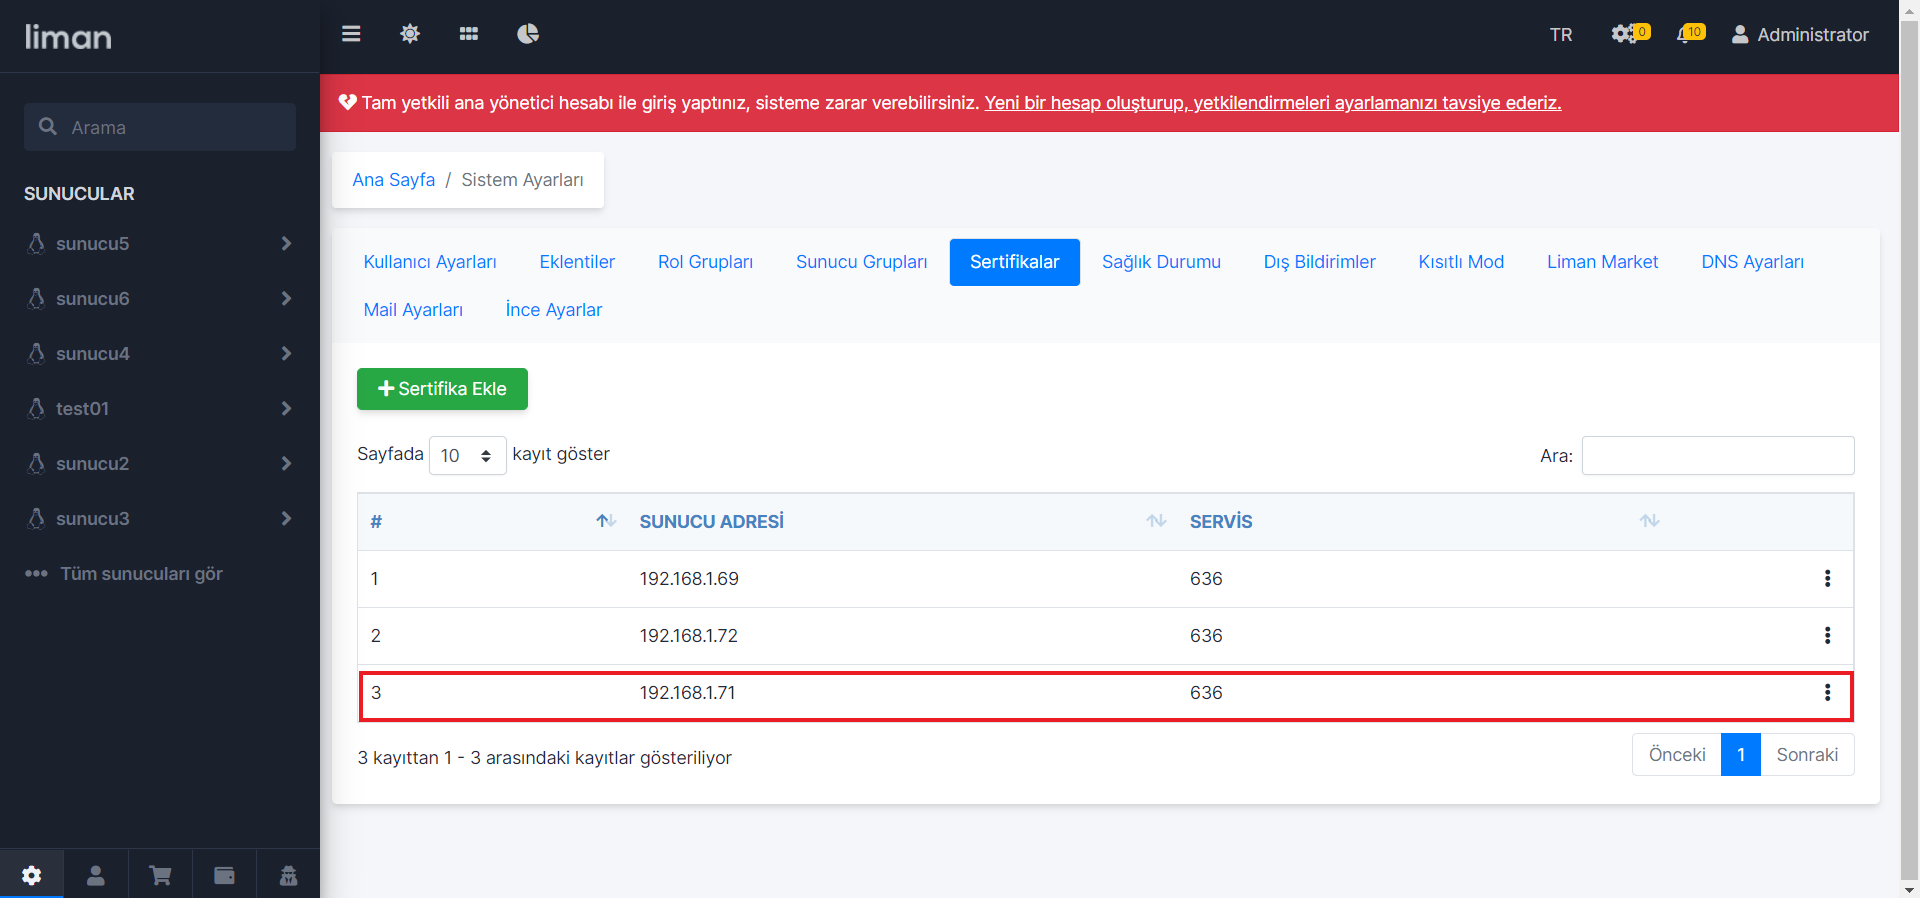 liman
TR
0
10
Administrator
Tam yetkili ana yönetici hesabı ile giriş yaptınız, sisteme zarar verebilirsiniz. Yeni bir hesap oluşturup, yetkilendirmeleri ayarlamanızı tavsiye ederiz.
Arama
SUNUCULAR
sunucu5
sunucu6
sunucu4
test01
sunucu2
sunucu3
Tüm sunucuları gör
Ana Sayfa / Sistem Ayarları
Kullanıcı Ayarları Eklentiler Rol Grupları Sunucu Grupları Sertifikalar Sağlık Durumu Dış Bildirimler Kısıtlı Mod Liman Market DNS Ayarları
Mail Ayarları İnce Ayarlar
Sertifika Ekle
Sayfada 10 kayıt göster
Ara:
# SUNUCU ADRESİ SERVİS
1 192.168.1.69 636
2 192.168.1.72 636
3 192.168.1.71 636
3 kayıttan 1 - 3 arasındaki kayıtlar gösteriliyor
Önceki 1 Sonraki